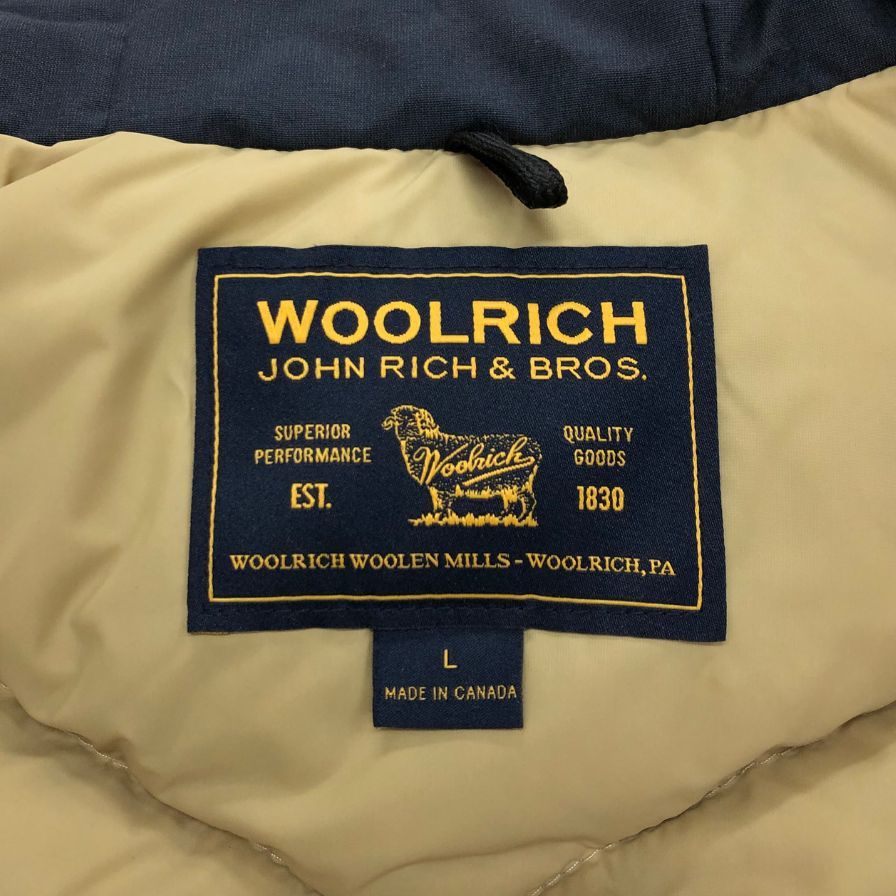 WOOLRICH
JOHN RICH & BROS.
SUPERIOR
PERFORMANCE
EST.
Woolrich
QUALITY
GOODS
1830
WOOLRICH WOOLEN MILLS - WOOLRICH, PA
L
MADE IN CANADA